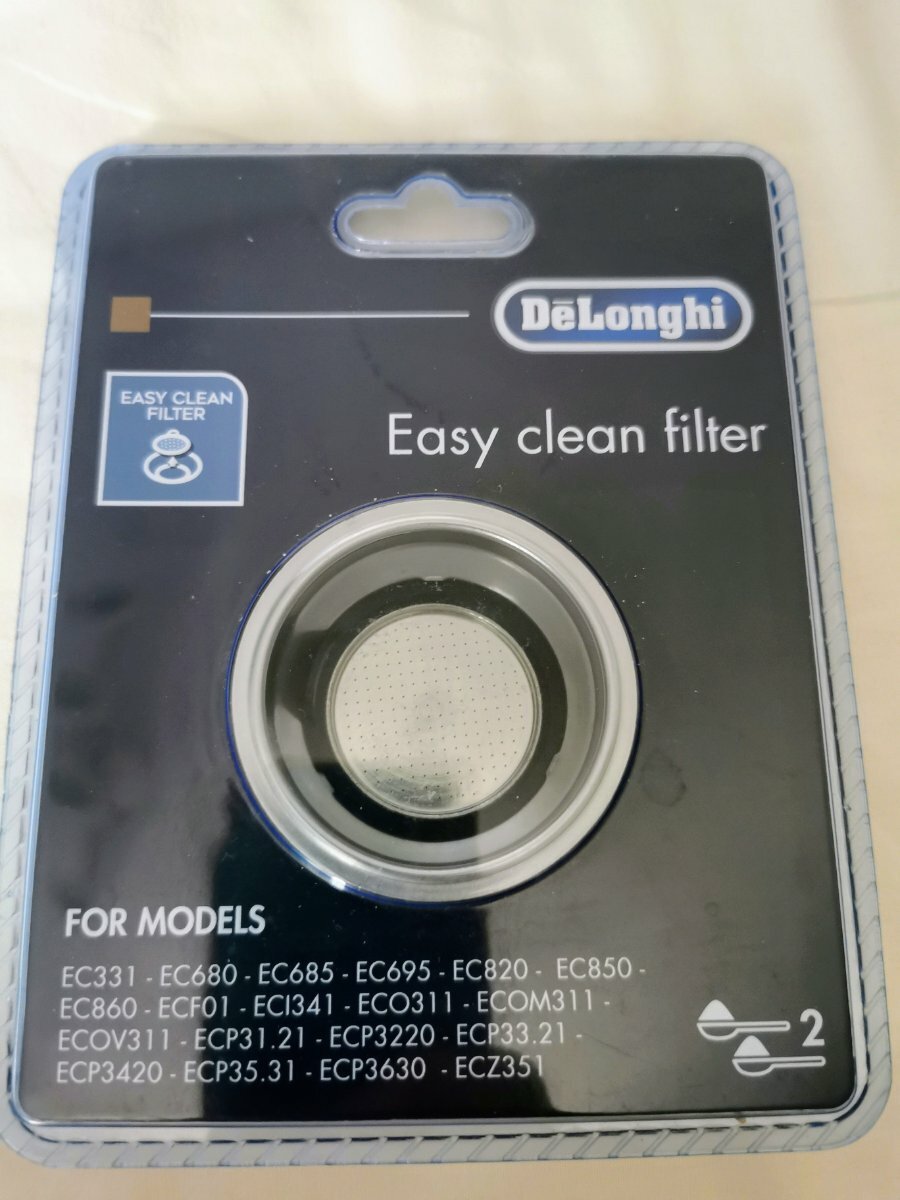 DēLonghi
EASY CLEAN
FILTER
Easy clean filter
FOR MODELS
EC331 - EC680 - EC685 - EC695 - EC820 - EC850 -
EC860 - ECF01 - ECI341 - ECO311 - ECOM311 -
ECOV311 - ECP31.21 - ECP3220 - ECP33.21 -
ECP3420 - ECP35.31 - ECP3630 - ECZ351
2